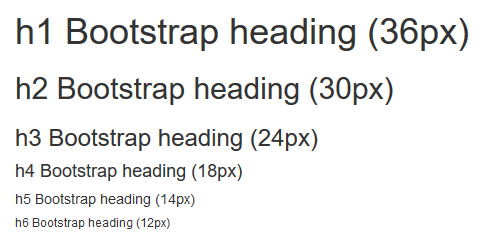 h1 Bootstrap heading (36px)
h2 Bootstrap heading (30px)
h3 Bootstrap heading (24px)
h4 Bootstrap heading (18px)
h5 Bootstrap heading (14px)
h6 Bootstrap heading (12px)